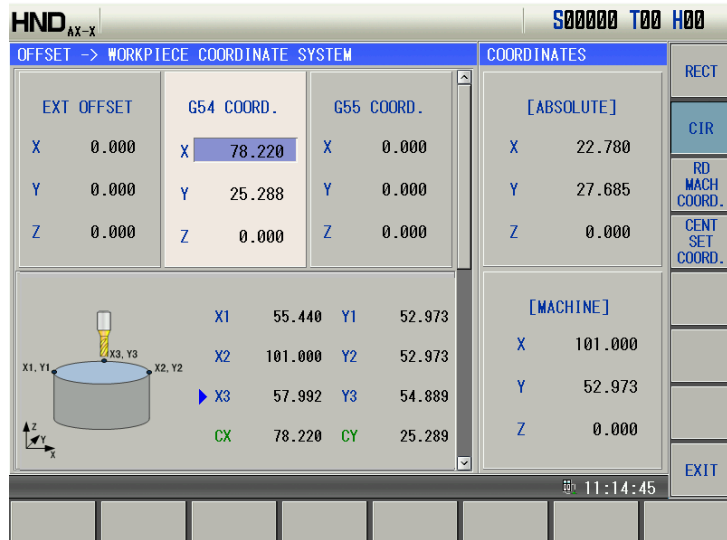 HND AX-X S00000 T00 H00
OFFSET -> WORKPIECE COORDINATE SYSTEM
EXT OFFSET
X 0.000
Y 0.000
Z 0.000
G54 COORD.
X 78.220
Y 25.288
Z 0.000
G55 COORD.
X 0.000
Y 0.000
Z 0.000
X1, Y1
X2, Y2
X3, Y3
Z
Y
X
X1 55.440 Y1 52.973
X2 101.000 Y2 52.973
X3 57.992 Y3 54.889
CX 78.220 CY 25.289
COORDINATES
[ABSOLUTE]
X 22.780
Y 27.685
Z 0.000
[MACHINE]
X 101.000
Y 52.973
Z 0.000
RECT
CIR
RD
MACH
COORD.
CENT
SET
COORD.
EXIT
11:14:45